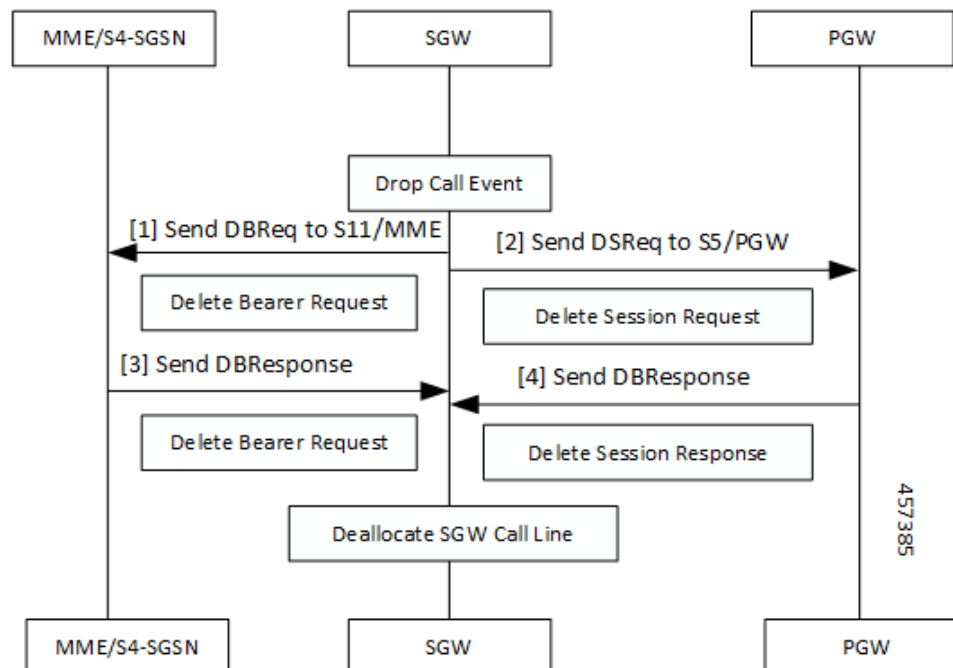 MME/S4-SGSN
SGW
PGW
Drop Call Event
[1] Send DBReq to S11/MME
[2] Send DSReq to S5/PGW
Delete Bearer Request
Delete Session Request
[3] Send DBResponse
[4] Send DBResponse
Delete Bearer Request
Delete Session Response
Deallocate SGW Call Line
457385
MME/S4-SGSN
SGW
PGW